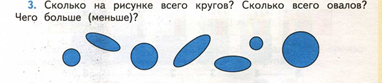 3. Сколько на рисунке всего кругов? Сколько всего овалов?
Чего больше (меньше)?